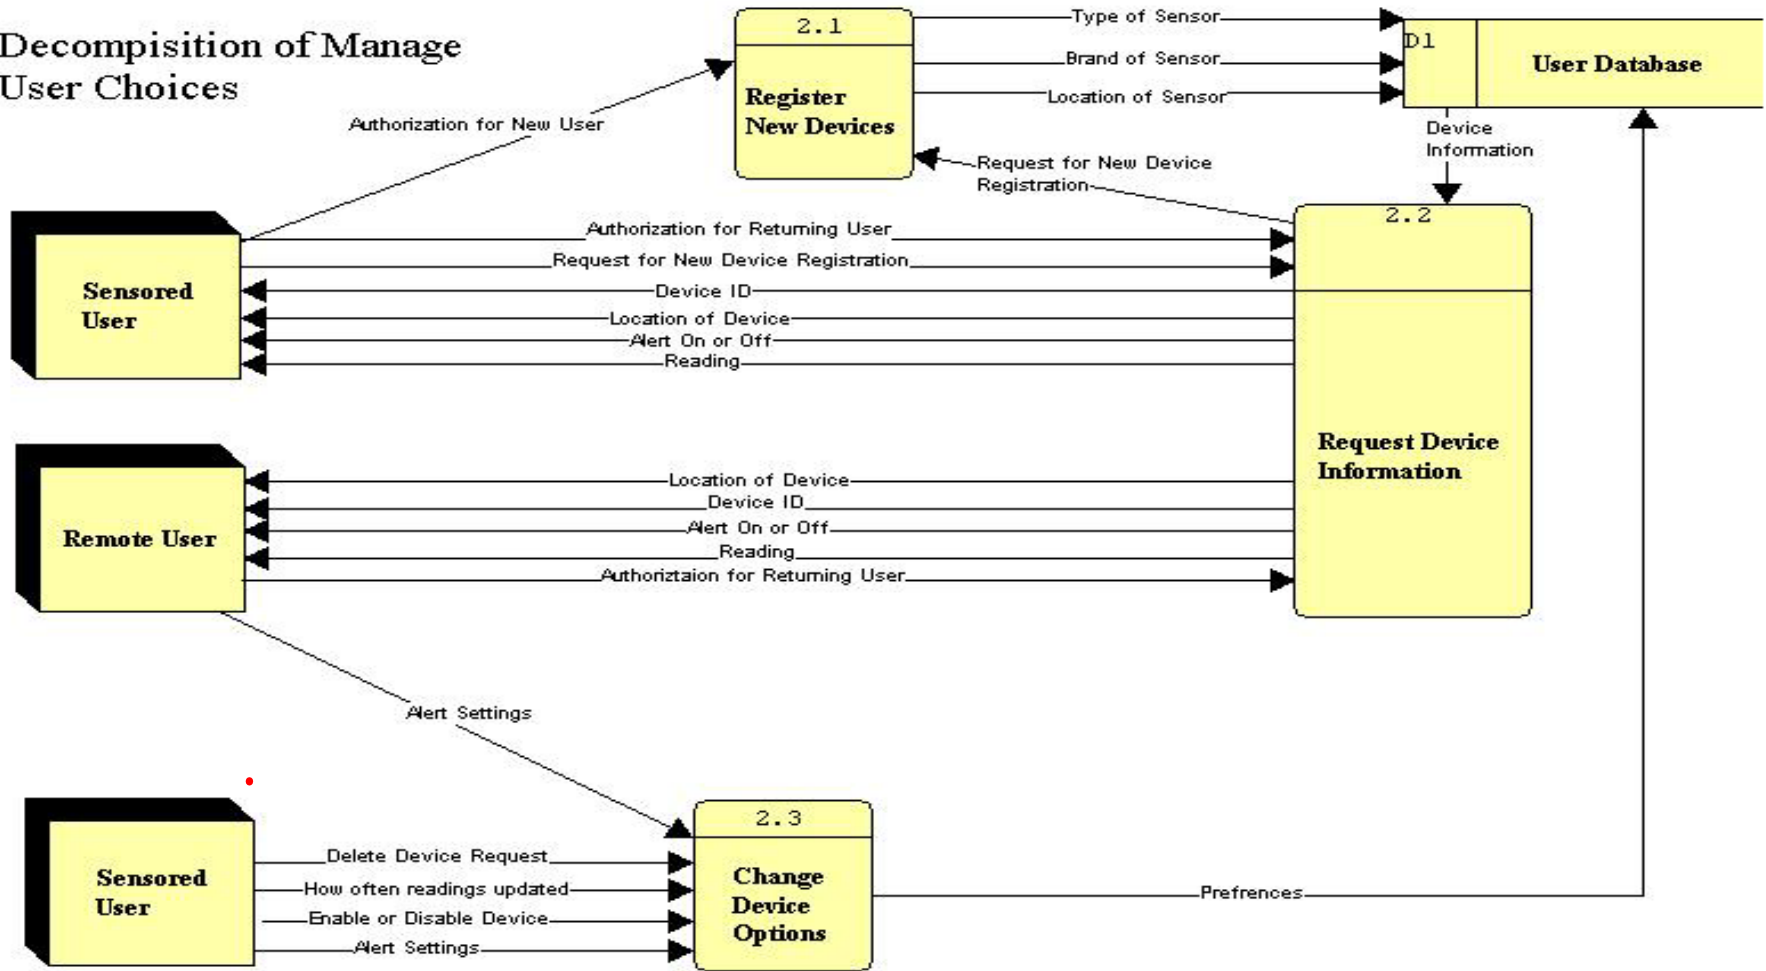 Decompisition of Manage
User Choices
2.1
Register
New Devices
Type of Sensor
Brand of Sensor
Location of Sensor
D1
User Database
Authorization for New User
Device
Information
Request for New Device
Registration
2.2
Request Device
Information
Sensored
User
Authorization for Returning User
Request for New Device Registration
Device ID
Location of Device
Alert On or Off
Reading
Remote User
Location of Device
Device ID
Alert On or Off
Reading
Authoriztaion for Returning User
Alert Settings
Sensored
User
Delete Device Request
How often readings updated
Enable or Disable Device
Alert Settings
2.3
Change
Device
Options
Prefrences